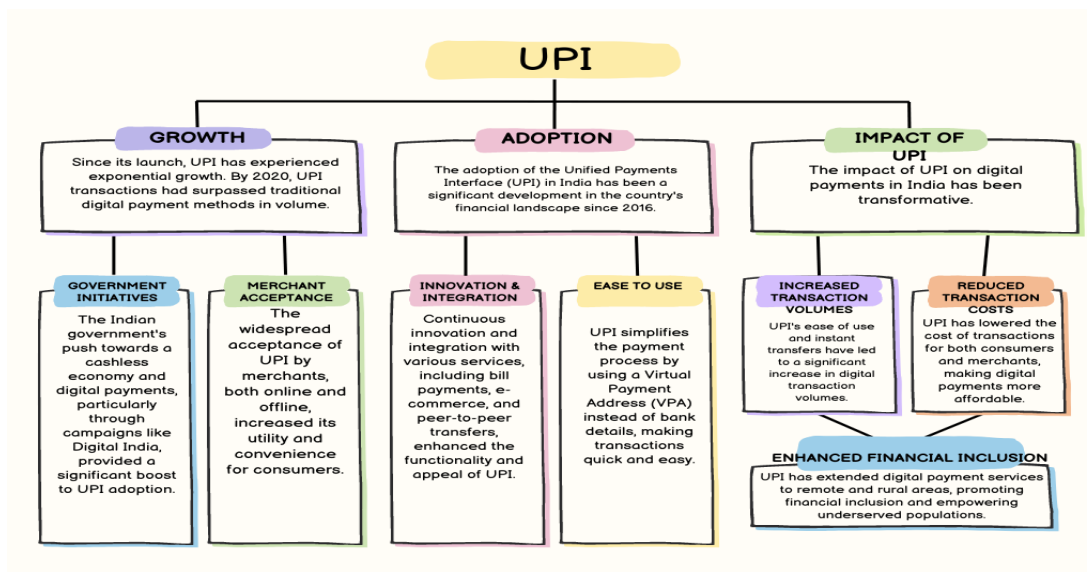 UPI
GROWTH
Since its launch, UPI has experienced
exponential growth. By 2020, UPI
transactions had surpassed traditional
digital payment methods in volume.
ADOPTION
The adoption of the Unified Payments
Interface (UPI) in India has been a
significant development in the country's
financial landscape since 2016.
IMPACT OF
UPI
The impact of UPI on digital
payments in India has been
transformative.
GOVERNMENT
INITIATIVES
The Indian
government's
push towards a
cashless
economy and
digital payments,
particularly
through
campaigns like
Digital India,
provided a
significant boost
to UPI adoption.
MERCHANT
ACCEPTANCE
The
widespread
acceptance of
UPI by
merchants,
both online and
offline,
increased its
utility and
convenience
for consumers.
INNOVATION &
INTEGRATION
Continuous
innovation and
integration with
various services,
including bill
payments, e-
commerce, and
peer-to-peer
transfers,
enhanced the
functionality and
appeal of UPI.
EASE TO USE
UPI simplifies
the payment
process by
using a Virtual
Payment
Address (VPA)
instead of bank
details, making
transactions
quick and easy.
INCREASED
TRANSACTION
VOLUMES
UPI's ease of use
and instant
transfers have led
to a significant
increase in digital
transaction
volumes.
REDUCED
TRANSACTION
COSTS
UPI has lowered the
cost of transactions
for both consumers
and merchants,
making digital
payments more
affordable.
ENHANCED FINANCIAL INCLUSION
UPI has extended digital payment services
to remote and rural areas, promoting
financial inclusion and empowering
underserved populations.